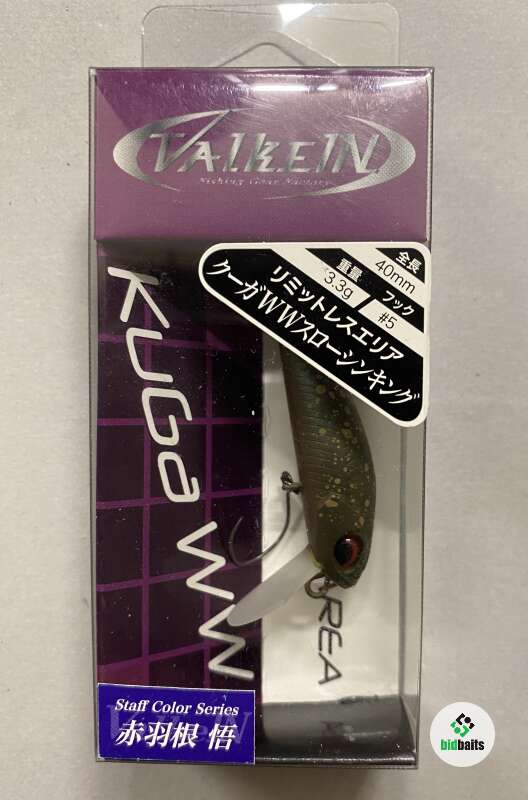 ValkeIN
Fishing Gear Factory
全長
40mm
フック
#5
重量
3.3g
リミットレスエリア
クーガWWスローシンキング
KuGa WW
REA
Staff Color Series
赤羽根 悟
ValkeIN
bidbaits